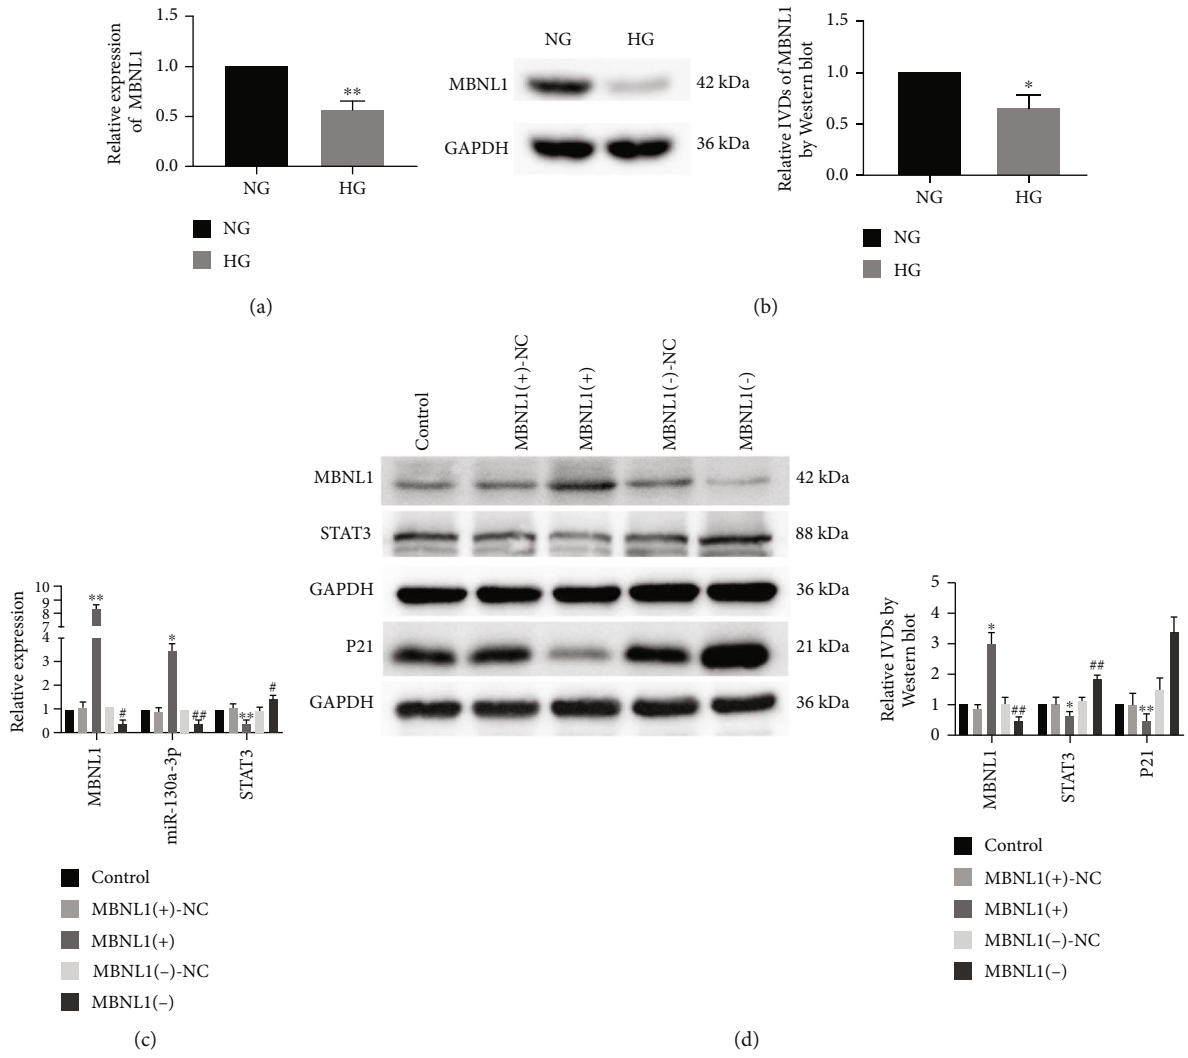 Relative expression
of MBNL1
1.5
1.0
0.5
0.0
**
NG
HG
NG
HG
(a)
NG
HG
MBNL1
42 kDa
GAPDH
36 kDa
Relative IVDs of MBNL1
by Western blot
1.5
1.0
0.5
0.0
*
NG
HG
NG
HG
(b)
Relative expression
10
9
8
7
4
3
2
1
0
**
#
*
##
**
#
MBNL1
miR-130a-3p
STAT3
Control
MBNL1(+)-NC
MBNL1(+)
MBNL1(–)-NC
MBNL1(–)
(c)
Control
MBNL1(+)-NC
MBNL1(+)
MBNL1(-)-NC
MBNL1(-)
MBNL1
42 kDa
STAT3
88 kDa
GAPDH
36 kDa
P21
21 kDa
GAPDH
36 kDa
Relative IVDs by
Western blot
5
4
3
2
1
0
*
##
*
##
**
MBNL1
STAT3
P21
Control
MBNL1(+)-NC
MBNL1(+)
MBNL1(–)-NC
MBNL1(–)
(d)